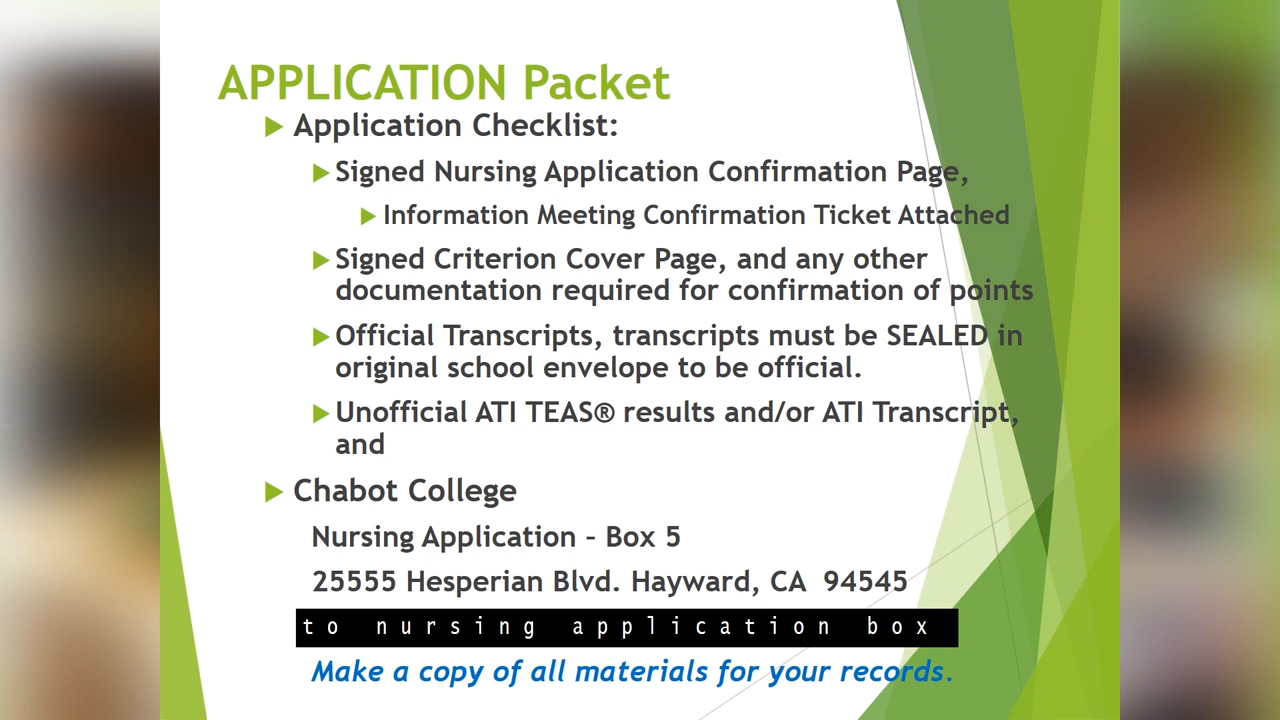 APPLICATION Packet
Application Checklist:
Signed Nursing Application Confirmation Page,
Information Meeting Confirmation Ticket Attached
Signed Criterion Cover Page, and any other
documentation required for confirmation of points
Official Transcripts, transcripts must be SEALED in
original school envelope to be official.
Unofficial ATI TEAS® results and/or ATI Transcript,
and
Chabot College
Nursing Application – Box 5
25555 Hesperian Blvd. Hayward, CA 94545
to nursing application box
Make a copy of all materials for your records.